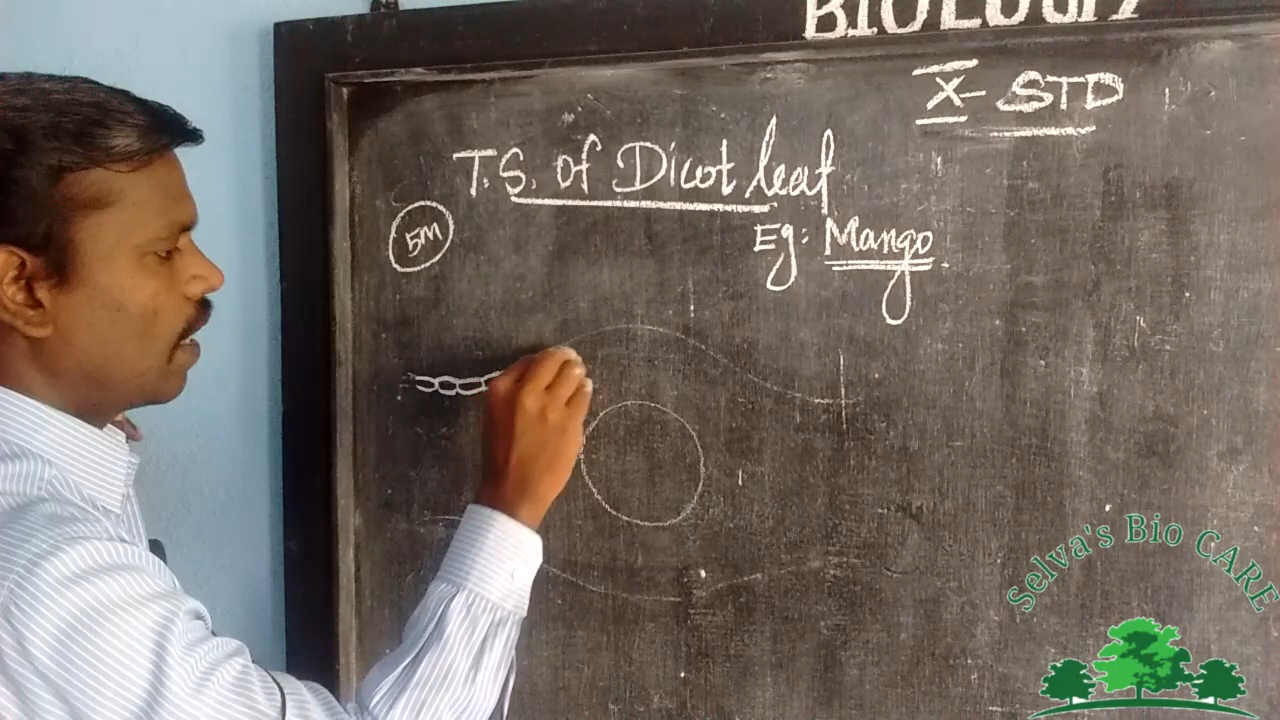 BIOLOGY
X - STD
T.S. of Dicot leaf
5m
Eg: Mango
Selva's Bio CARE